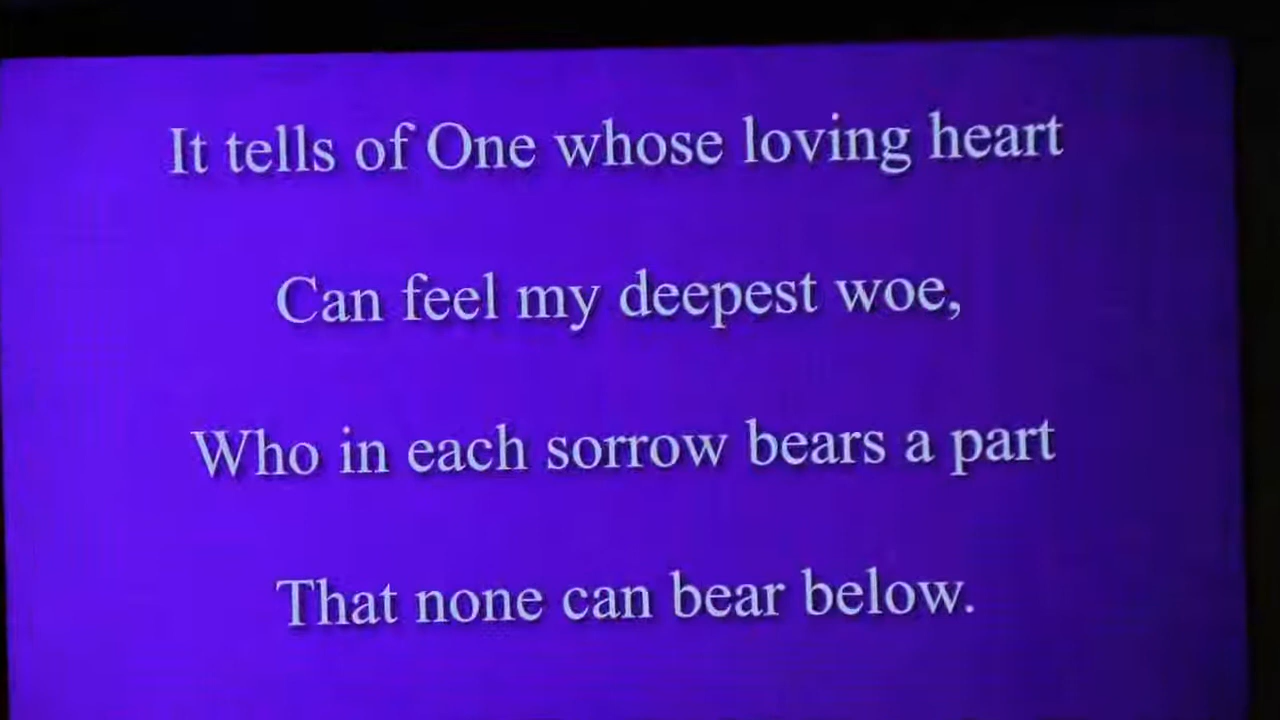 It tells of One whose loving heart
Can feel my deepest woe,
Who in each sorrow bears a part
That none can bear below.